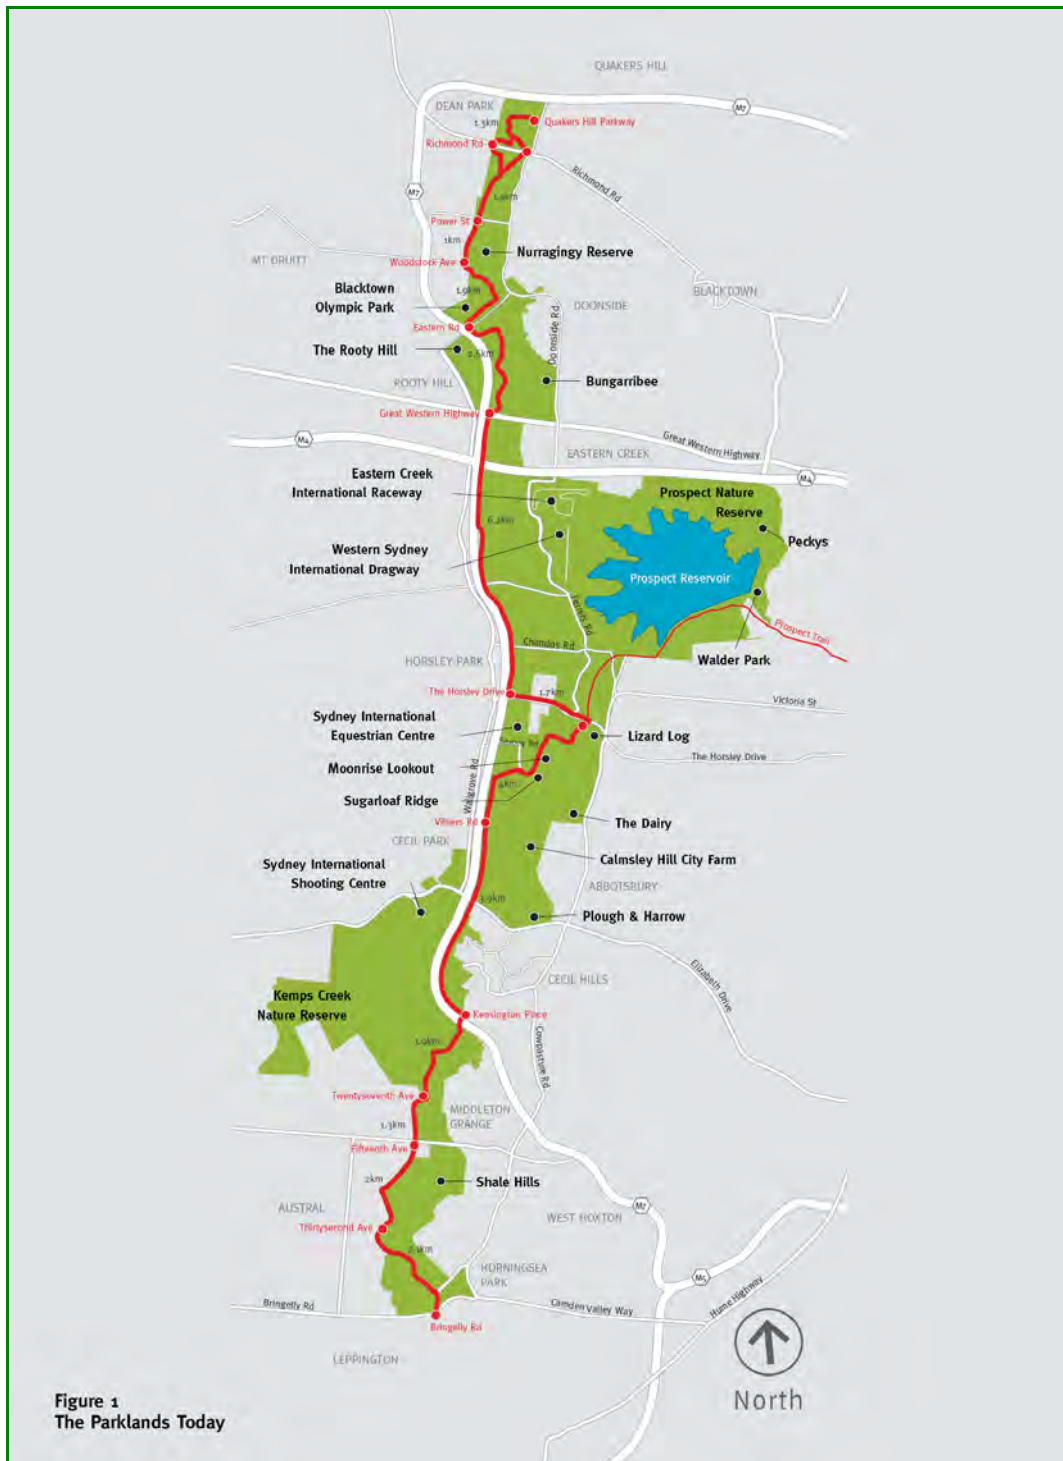 QUAKERS HILL
M7
DEAN PARK
1.3km
Quakers Hill Parkway
Richmond Rd
Richmond Rd
M7
Power St
1km
Nurragingy Reserve
Woodstock Ave
MT DRUITT
Blacktown
Olympic Park
1.9km
BLACKTOWN
DOONSIDE
Doonside Rd
Eastern Rd
The Rooty Hill
ROOTY HILL
Bungarribee
Great Western Highway
M4
Great Western Highway
EASTERN CREEK
M4
Eastern Creek
International Raceway
Prospect Nature
Reserve
Peckys
6.2km
Western Sydney
International Dragway
Prospect Reservoir
Ferrers Rd
Prospect Trail
Chandos Rd
Walder Park
HORSLEY PARK
The Horsley Drive
1.7km
Victoria St
Sydney International
Equestrian Centre
Lizard Log
The Horsley Drive
Moonrise Lookout
Wallgrove Rd
4km
Sugarloaf Ridge
Villiers Rd
The Dairy
CECIL PARK
Calmsley Hill City Farm
Sydney International
Shooting Centre
ABBOTSBURY
3.9km
Plough & Harrow
Elizabeth Drive
CECIL HILLS
Kemps Creek
Nature Reserve
Kensington Place
Cowpasture Rd
1.9km
Twentyseventh Ave
MIDDLETON
GRANGE
1.3km
Fifteenth Ave
2km
Shale Hills
AUSTRAL
Thirtysecond Ave
WEST HOXTON
M7
HORNINGSEA
PARK
M5
Bringelly Rd
Camden Valley Way
Hume Highway
Bringelly Rd
LEPPINGTON
North
Figure 1
The Parklands Today